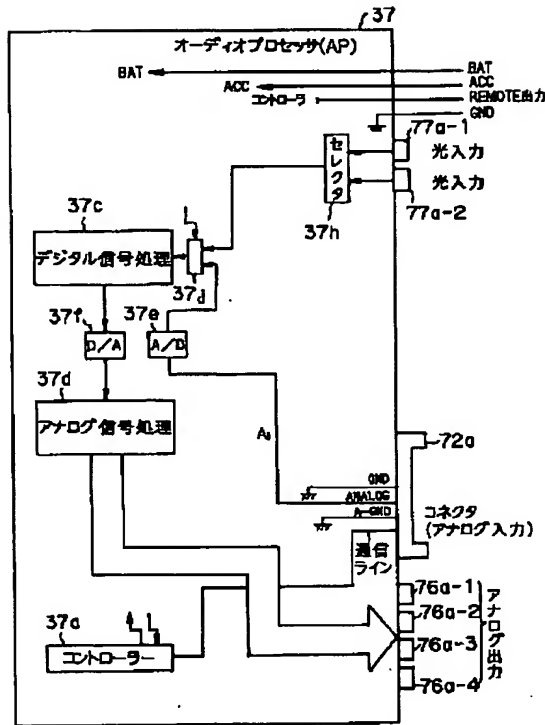 37
オーディオプロセッサ(AP)
BAT
BAT
ACC
ACC
コントローラ
REMOTE出力
GND
77a-1
光入力
セレクタ
光入力
37h
77a-2
37c
デジタル信号処理
37d
37f
37e
D/A
A/D
37d
アナログ信号処理
72a
GND
ANALOG
A-GND
コネクタ
(アナログ入力)
通信
ライン
76a-1
76a-2
76a-3
76a-4
アナログ出力
37a
コントローラー